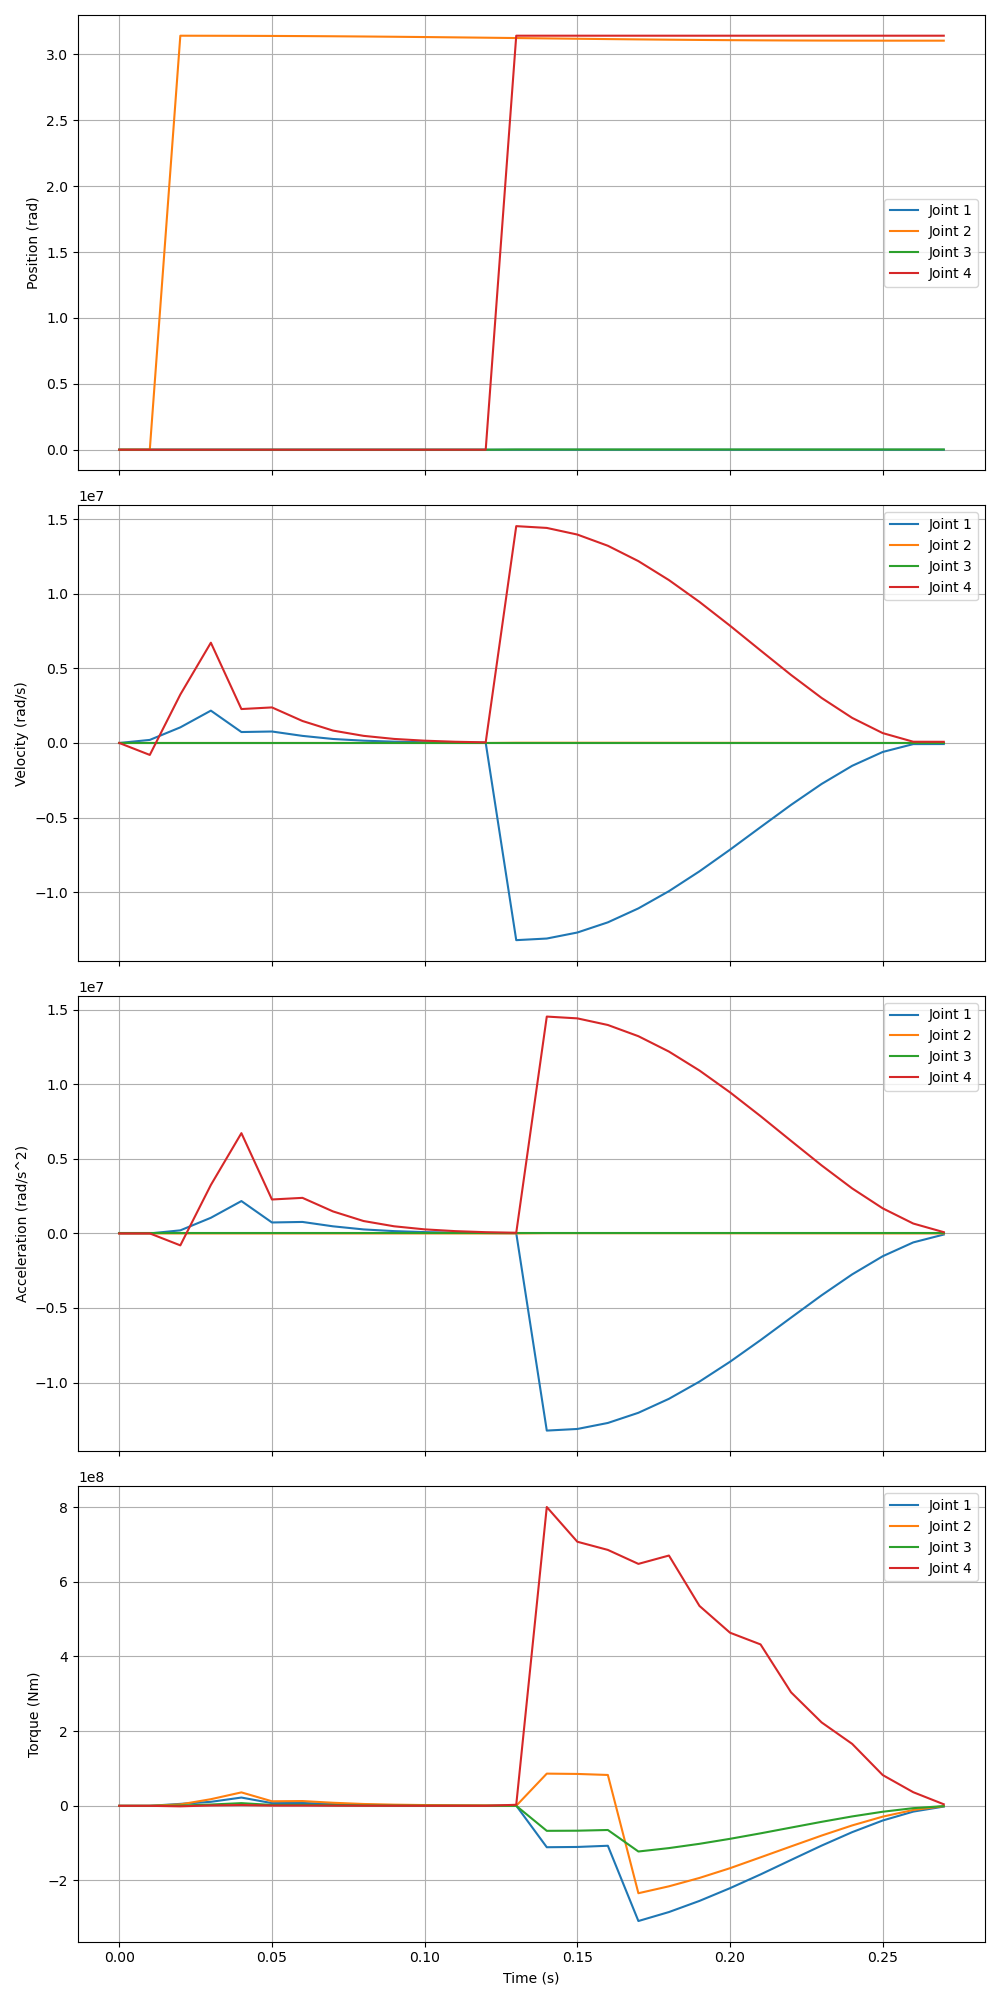 3.0
2.5
2.0
1.5
1.0
0.5
0.0
Position (rad)
Joint 1
Joint 2
Joint 3
Joint 4
1e7
1.5
1.0
0.5
0.0
−0.5
−1.0
Velocity (rad/s)
Joint 1
Joint 2
Joint 3
Joint 4
1e7
1.5
1.0
0.5
0.0
−0.5
−1.0
Acceleration (rad/s^2)
Joint 1
Joint 2
Joint 3
Joint 4
1e8
8
6
4
2
0
−2
Torque (Nm)
Joint 1
Joint 2
Joint 3
Joint 4
0.00 0.05 0.10 0.15 0.20 0.25
Time (s)